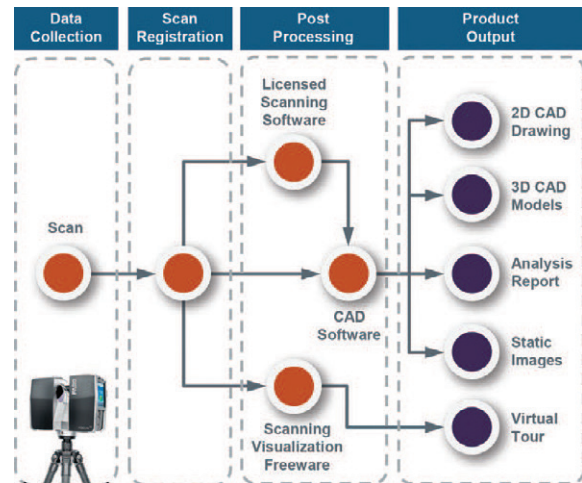 Data
Collection
Scan
Registration
Post
Processing
Product
Output
Licensed
Scanning
Software
2D CAD
Drawing
3D CAD
Models
Scan
Analysis
Report
CAD
Software
Static
Images
Scanning
Visualization
Freeware
Virtual
Tour